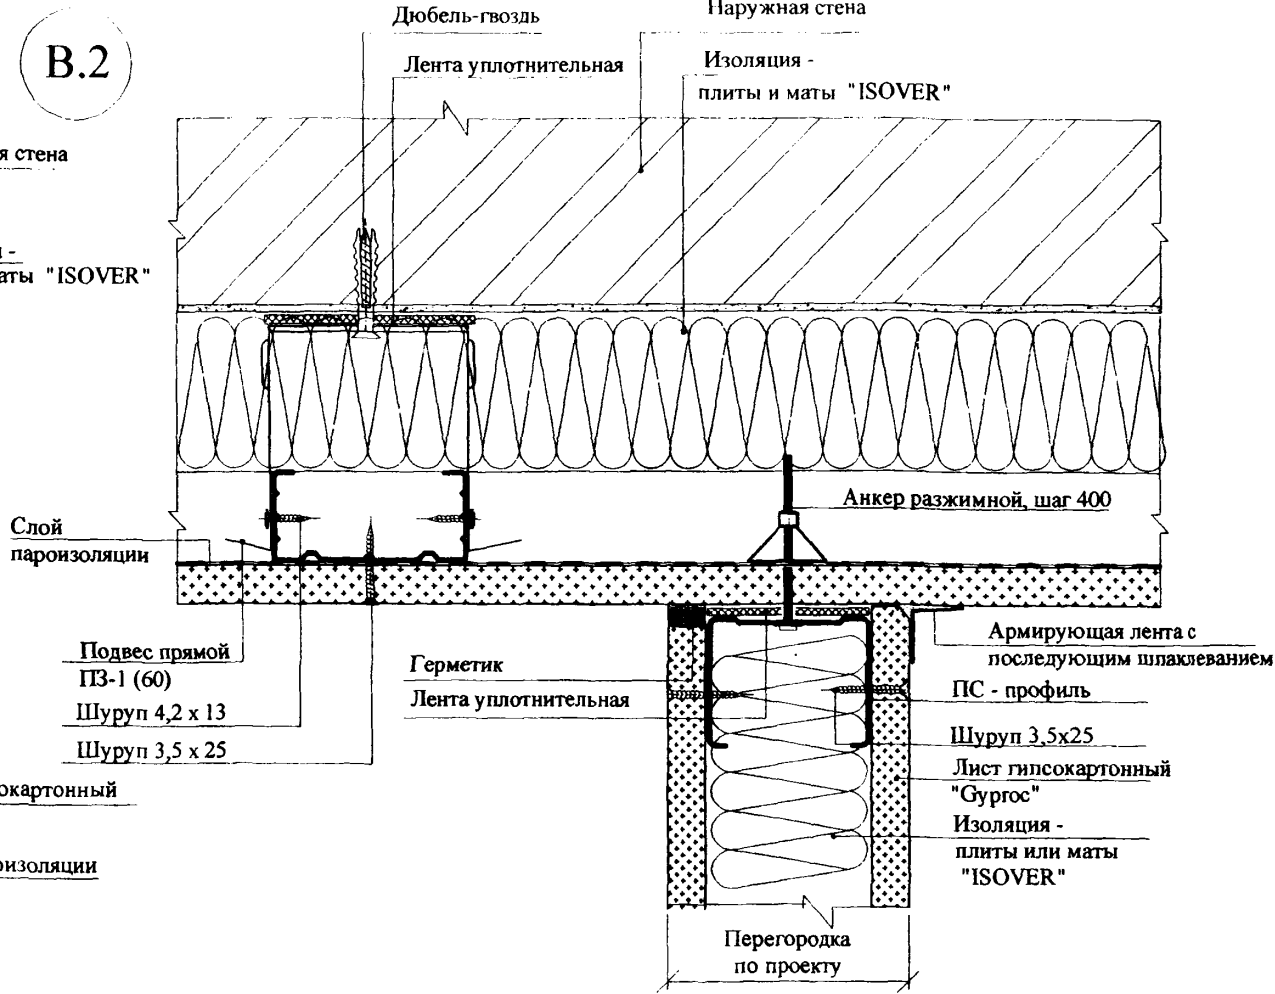 В.2
Дюбель-гвоздь
Наружная стена
Лента уплотнительная
Изоляция -
плиты и маты "ISOVER"
я стена
-
маты "ISOVER"
Анкер разжимной, шаг 400
Слой
пароизоляции
Подвес прямой
ПЗ-1 (60)
Шуруп 4,2 х 13
Шуруп 3,5 х 25
Герметик
Лента уплотнительная
Армирующая лента с
последующим шпаклеванием
ПС - профиль
Шуруп 3,5х25
Лист гипсокартонный
"Gyproc"
Изоляция -
плиты или маты
"ISOVER"
окартонный
оизоляции
Перегородка
по проекту